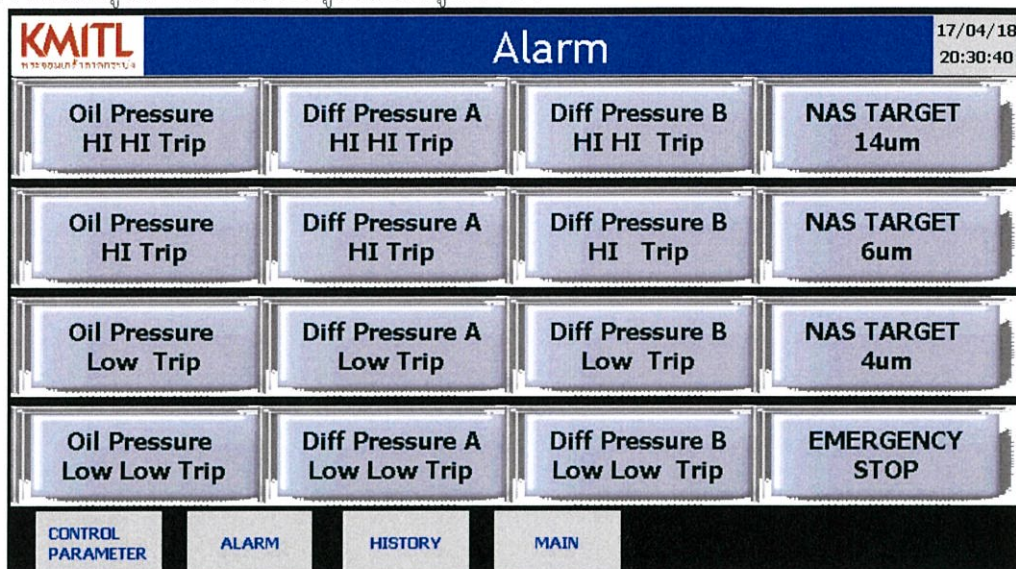 KMITL
Alarm
17/04/18
20:30:40
Oil Pressure
HI HI Trip
Diff Pressure A
HI HI Trip
Diff Pressure B
HI HI Trip
NAS TARGET
14um
Oil Pressure
HI Trip
Diff Pressure A
HI Trip
Diff Pressure B
HI Trip
NAS TARGET
6um
Oil Pressure
Low Trip
Diff Pressure A
Low Trip
Diff Pressure B
Low Trip
NAS TARGET
4um
Oil Pressure
Low Low Trip
Diff Pressure A
Low Low Trip
Diff Pressure B
Low Low Trip
EMERGENCY
STOP
CONTROL
PARAMETER
ALARM
HISTORY
MAIN